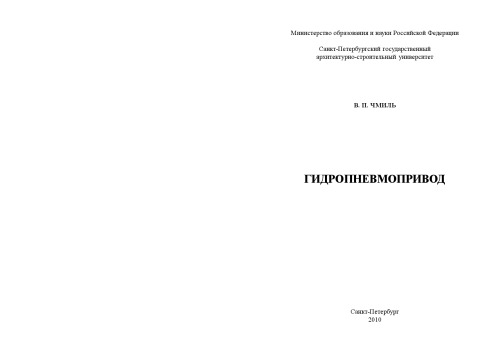 Министерство образования и науки Российской Федерации
Санкт-Петербургский государственный
архитектурно-строительный университет
В. П. ЧМИЛЬ
ГИДРОПНЕВМОПРИВОД
Санкт-Петербург
2010